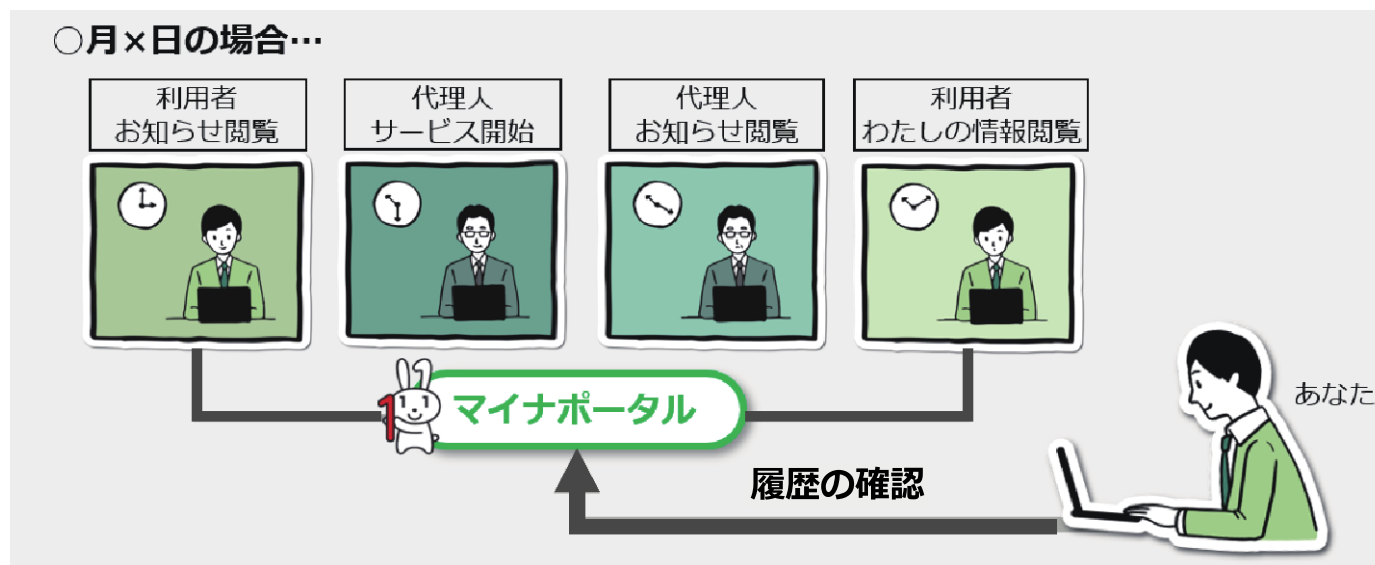 ○月×日の場合…
利用者
お知らせ閲覧
代理人
サービス開始
代理人
お知らせ閲覧
利用者
わたしの情報閲覧
1
マイナポータル
あなた
履歴の確認